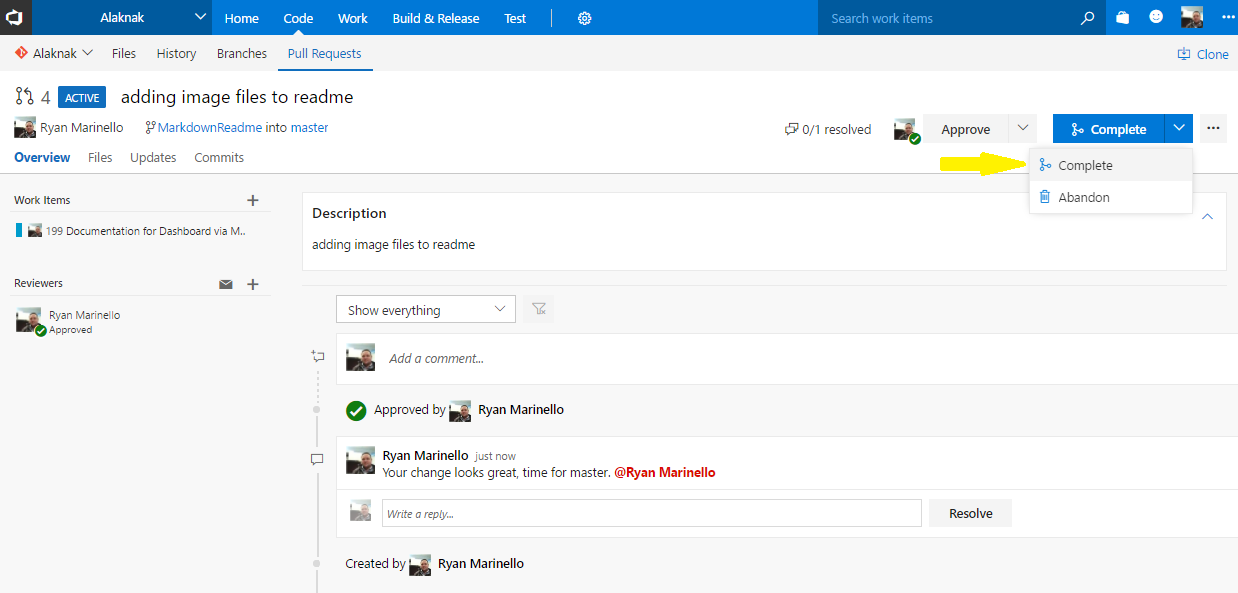 Alaknak Home Code Work Build & Release Test Search work items
Alaknak Files History Branches Pull Requests Clone
4 ACTIVE adding image files to readme
Ryan Marinello MarkdownReadme into master 0/1 resolved Approve Complete
Overview Files Updates Commits
Complete
Abandon
Work Items
199 Documentation for Dashboard via M..
Reviewers
Ryan Marinello
Approved
Description
adding image files to readme
Show everything
Add a comment...
Approved by Ryan Marinello
Ryan Marinello just now
Your change looks great, time for master. @Ryan Marinello
Write a reply...
Resolve
Created by Ryan Marinello